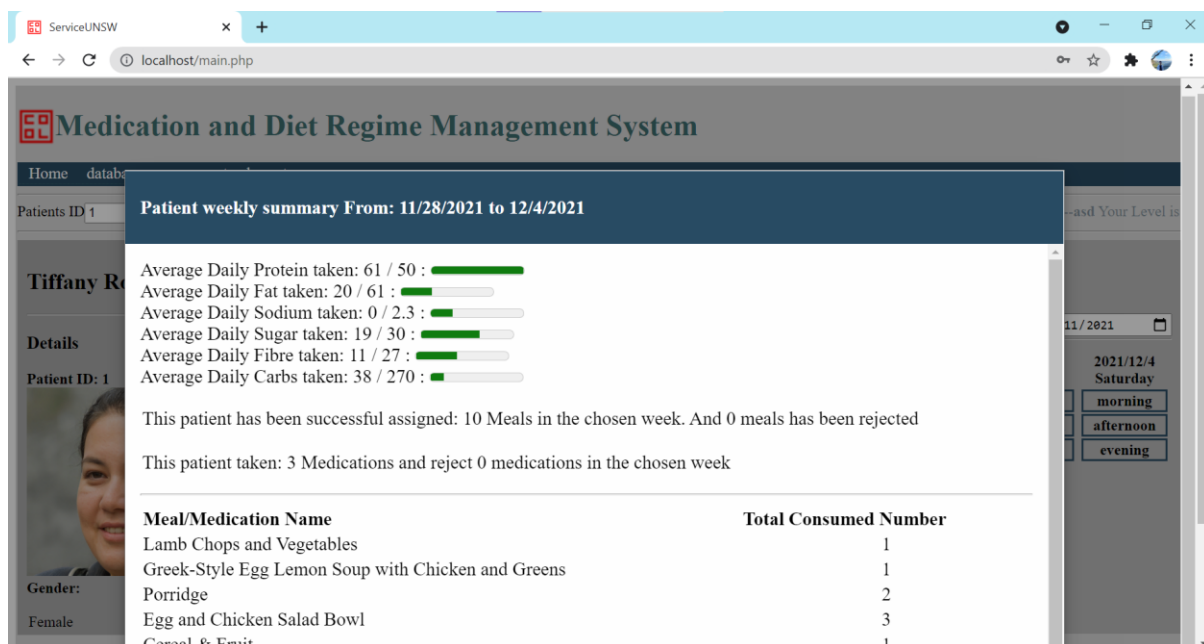 ServiceUNSW
localhost/main.php
Medication and Diet Regime Management System
Home
Patients ID 1
--asd Your Level is
Patient weekly summary From: 11/28/2021 to 12/4/2021
Tiffany
Average Daily Protein taken: 61 / 50 :
Average Daily Fat taken: 20 / 61 :
Average Daily Sodium taken: 0 / 2.3 :
Average Daily Sugar taken: 19 / 30 :
Average Daily Fibre taken: 11 / 27 :
Average Daily Carbs taken: 38 / 270 :
Details
Patient ID: 1
11/2021
2021/12/4
Saturday
morning
afternoon
evening
This patient has been successful assigned: 10 Meals in the chosen week. And 0 meals has been rejected
This patient taken: 3 Medications and reject 0 medications in the chosen week
Meal/Medication Name Total Consumed Number
Lamb Chops and Vegetables 1
Greek-Style Egg Lemon Soup with Chicken and Greens 1
Porridge 2
Egg and Chicken Salad Bowl 3
Cereal & Fruit 1
Gender:
Female